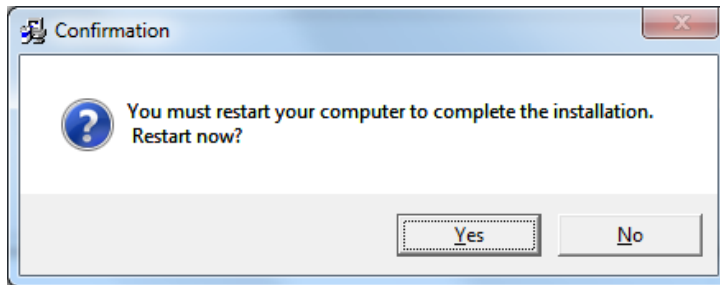 Confirmation
You must restart your computer to complete the installation.
Restart now?
Yes
No